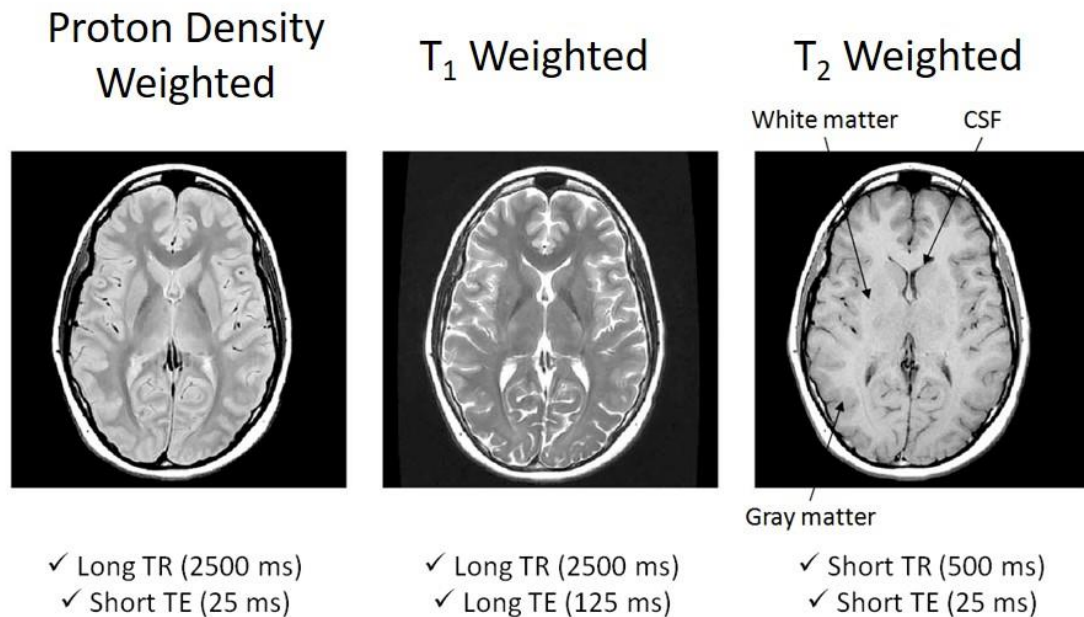 Proton Density
Weighted
T₁ Weighted
T₂ Weighted
White matter
CSF
Gray matter
✓ Long TR (2500 ms)
✓ Short TE (25 ms)
✓ Long TR (2500 ms)
✓ Long TE (125 ms)
✓ Short TR (500 ms)
✓ Short TE (25 ms)